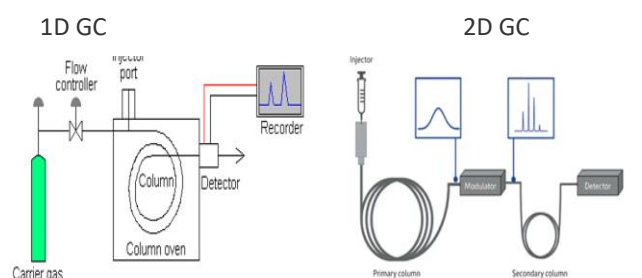 1D GC
2D GC
Flow
controller
Injector
port
Recorder
Column
Detector
Column oven
Carrier gas
Injector
Modulator
Detector
Primary column
Secondary column